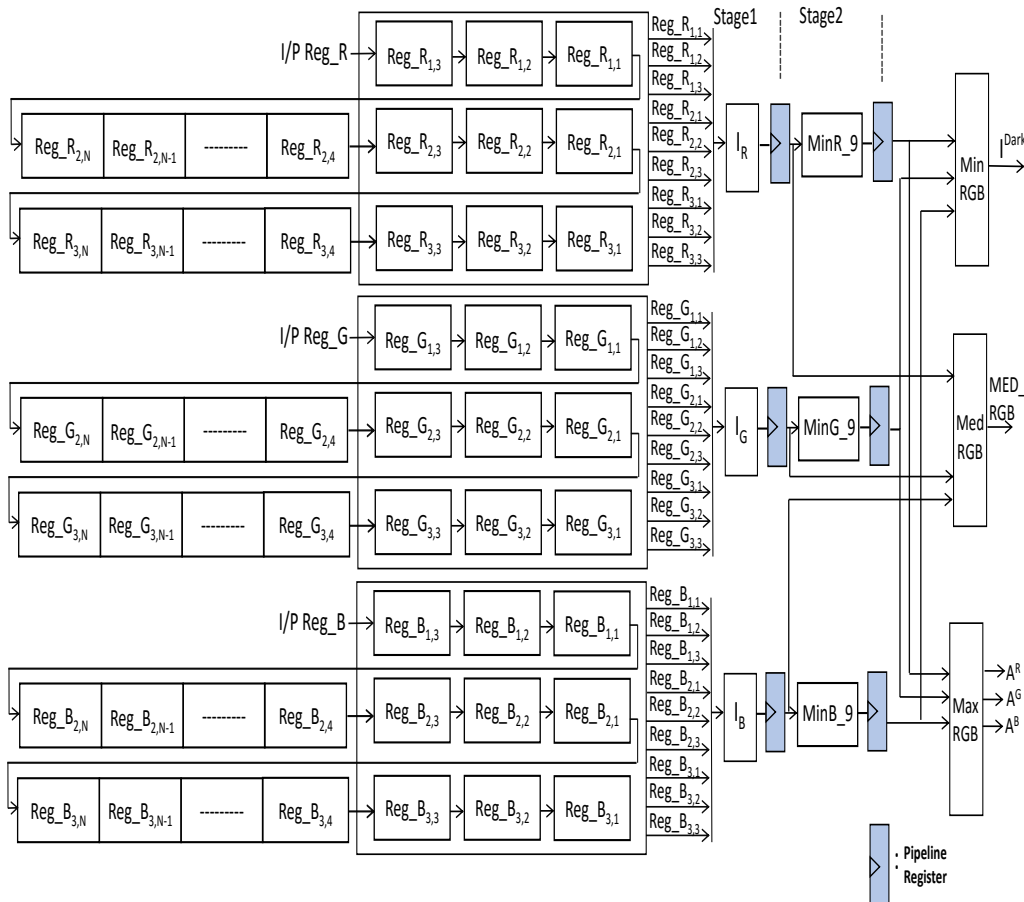 Stage1 Stage2
I/P Reg_R
Reg_R1,3 Reg_R1,2 Reg_R1,1
Reg_R2,N Reg_R2,N-1 --------- Reg_R2,4 Reg_R2,3 Reg_R2,2 Reg_R2,1
Reg_R3,N Reg_R3,N-1 --------- Reg_R3,4 Reg_R3,3 Reg_R3,2 Reg_R3,1
Reg_R1,1
Reg_R1,2
Reg_R1,3
Reg_R2,1
Reg_R2,2
Reg_R2,3
Reg_R3,1
Reg_R3,2
Reg_R3,3
IR MinR_9
Min
RGB
IDark
I/P Reg_G
Reg_G1,3 Reg_G1,2 Reg_G1,1
Reg_G2,N Reg_G2,N-1 --------- Reg_G2,4 Reg_G2,3 Reg_G2,2 Reg_G2,1
Reg_G3,N Reg_G3,N-1 --------- Reg_G3,4 Reg_G3,3 Reg_G3,2 Reg_G3,1
Reg_G1,1
Reg_G1,2
Reg_G1,3
Reg_G2,1
Reg_G2,2
Reg_G2,3
Reg_G3,1
Reg_G3,2
Reg_G3,3
IG MinG_9
Med
RGB
MED_
RGB
I/P Reg_B
Reg_B1,3 Reg_B1,2 Reg_B1,1
Reg_B2,N Reg_B2,N-1 --------- Reg_B2,4 Reg_B2,3 Reg_B2,2 Reg_B2,1
Reg_B3,N Reg_B3,N-1 --------- Reg_B3,4 Reg_B3,3 Reg_B3,2 Reg_B3,1
Reg_B1,1
Reg_B1,2
Reg_B1,3
Reg_B2,1
Reg_B2,2
Reg_B2,3
Reg_B3,1
Reg_B3,2
Reg_B3,3
IB MinB_9
Max
RGB
AR
AG
AB
: Pipeline
Register